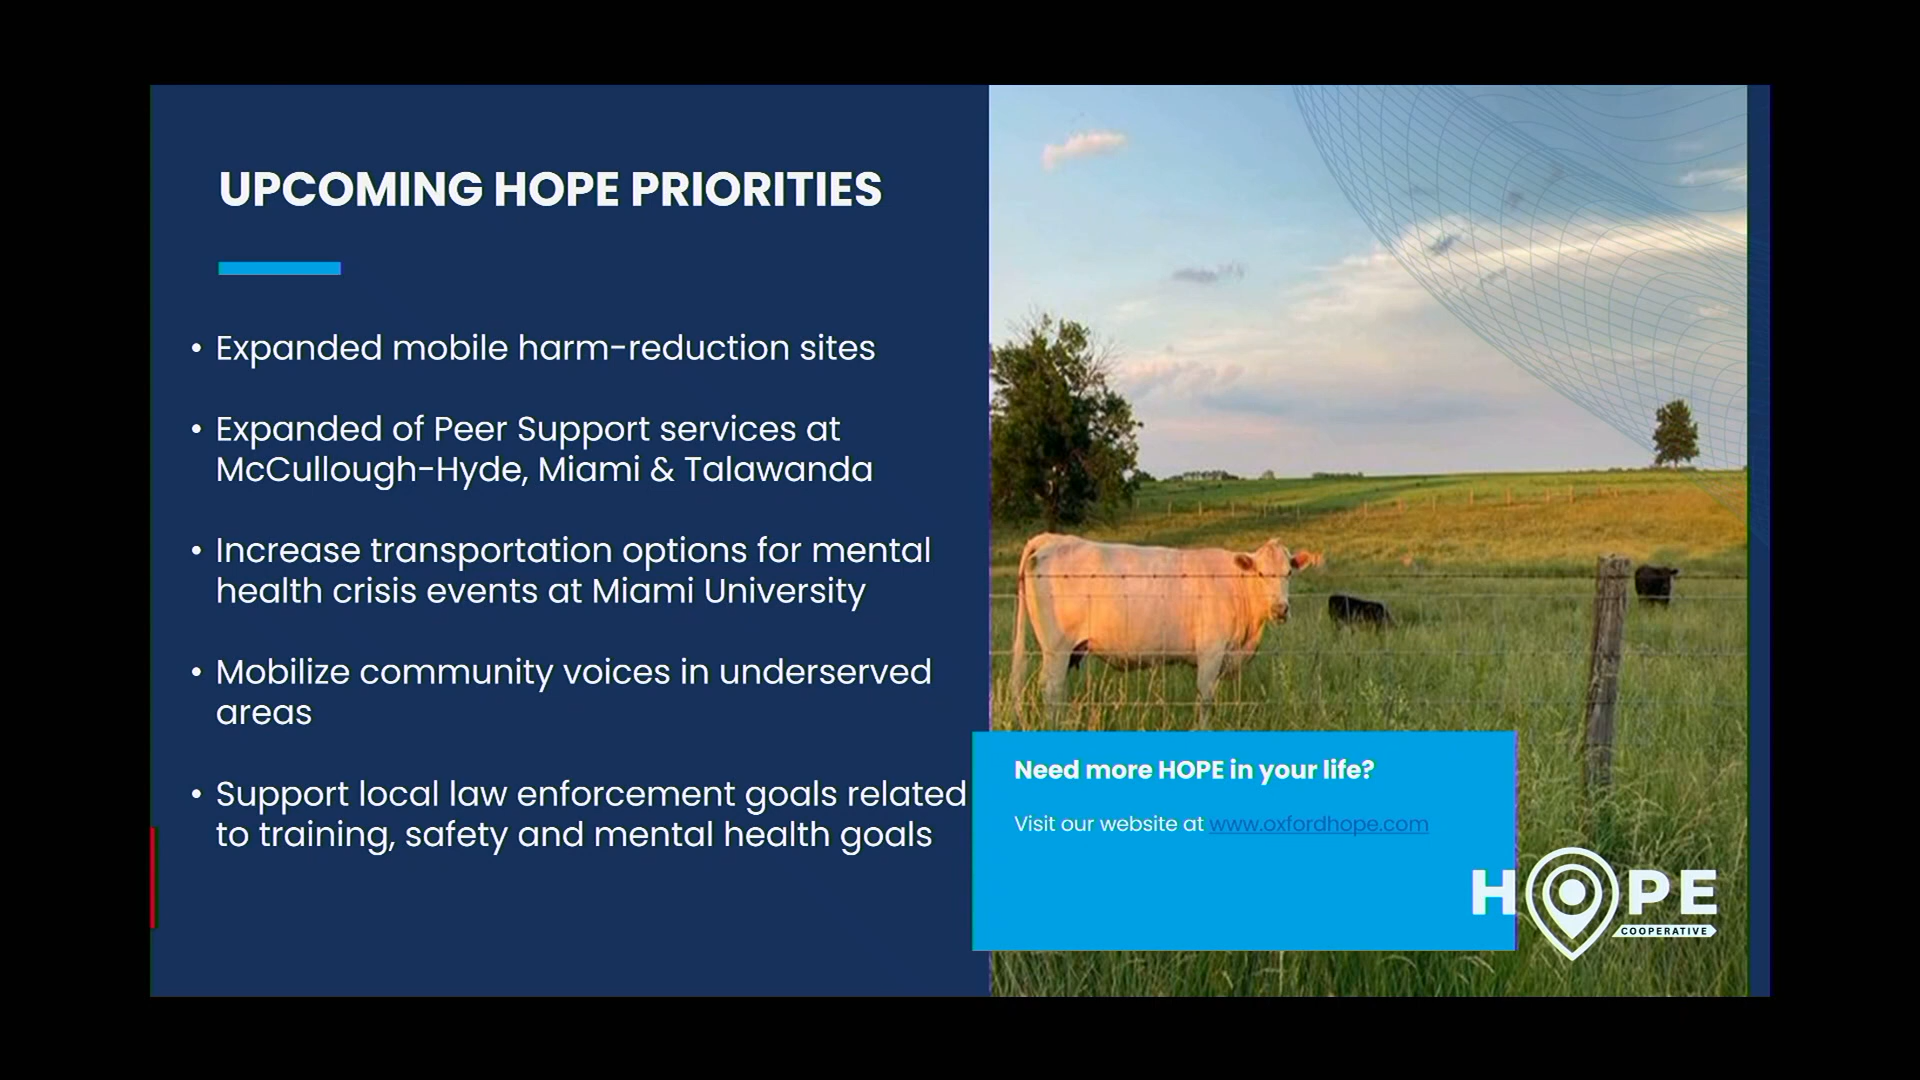 UPCOMING HOPE PRIORITIES
• Expanded mobile harm-reduction sites
• Expanded of Peer Support services at
McCullough-Hyde, Miami & Talawanda
• Increase transportation options for mental
health crisis events at Miami University
• Mobilize community voices in underserved
areas
• Support local law enforcement goals related
to training, safety and mental health goals
Need more HOPE in your life?
Visit our website at www.oxfordhope.com
HOPE
COOPERATIVE